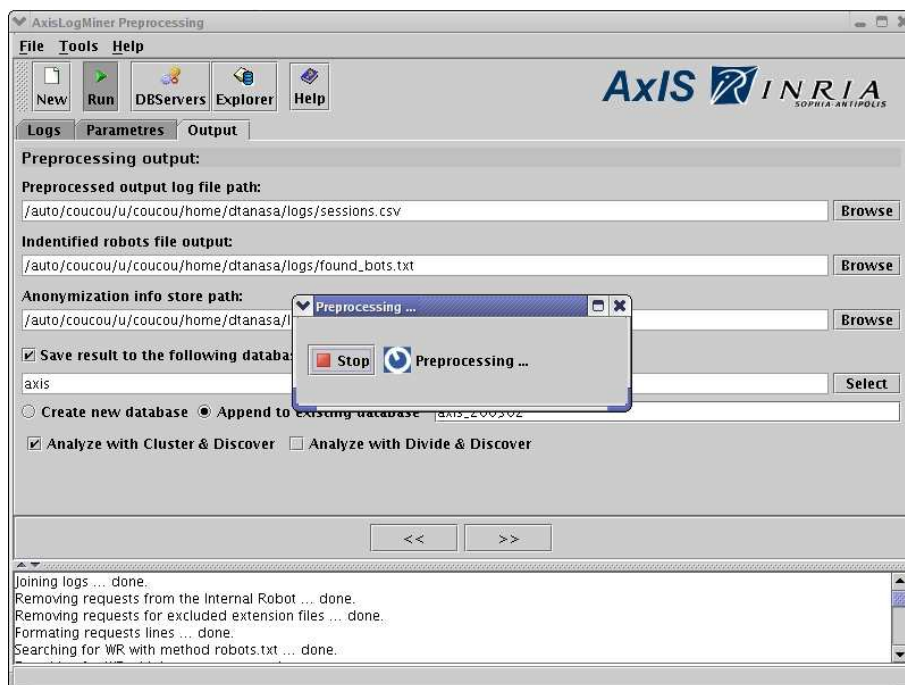 AxisLogMiner Preprocessing
File Tools Help
New Run DBServers Explorer Help
AxIS INRIA
SOPHIA-ANTIPOLIS
Logs Parametres Output
Preprocessing output:
Preprocessed output log file path:
/auto/coucou/u/coucou/home/dtanasa/logs/sessions.csv Browse
Indentified robots file output:
/auto/coucou/u/coucou/home/dtanasa/logs/found_bots.txt Browse
Anonymization info store path:
/auto/coucou/u/coucou/home/dtanasa/l Browse
Preprocessing ...
Stop Preprocessing ...
Save result to the following databa
axis Select
Create new database Append to existing database axis_200302
Analyze with Cluster & Discover Analyze with Divide & Discover
<< >>
Joining logs ... done.
Removing requests from the Internal Robot ... done.
Removing requests for excluded extension files ... done.
Formating requests lines ... done.
Searching for WR with method robots.txt ... done.